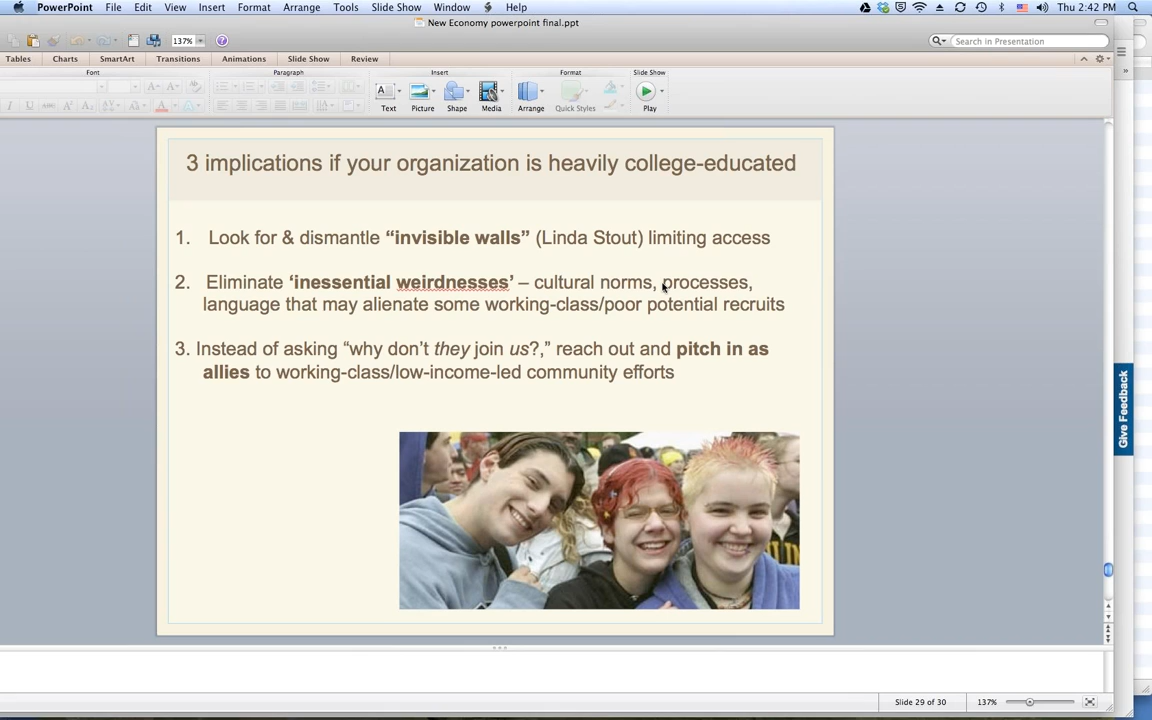 PowerPoint File Edit View Insert Format Arrange Tools Slide Show Window Help Thu 2:42 PM
New Economy powerpoint final.ppt
137% Search in Presentation
Tables Charts SmartArt Transitions Animations Slide Show Review
Font Paragraph Insert Format Slide Show
Text Picture Shape Media Arrange Quick Styles Play
3 implications if your organization is heavily college-educated
1. Look for & dismantle “invisible walls” (Linda Stout) limiting access
2. Eliminate ‘inessential weirdnesses’ – cultural norms, processes,
language that may alienate some working-class/poor potential recruits
3. Instead of asking “why don’t they join us?,” reach out and pitch in as
allies to working-class/low-income-led community efforts
Give Feedback
Slide 29 of 30 137%